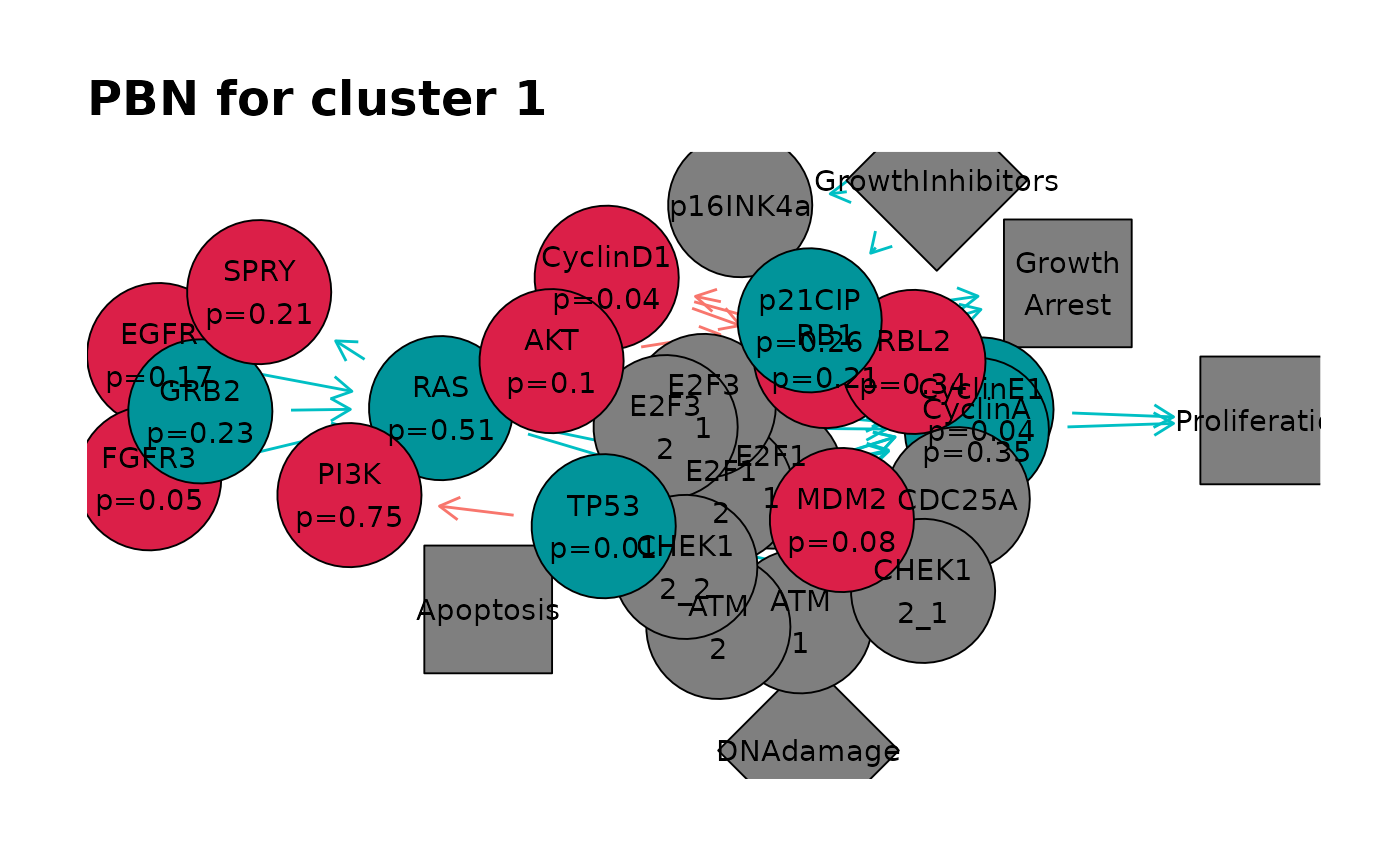 PBN for cluster 1
p16INK4a
GrowthInhibitors
SPRY
p=0.21
CyclinD1
p=0.04
Growth
Arrest
p21CIP
p=0.26
EGFR
p=0.17
AKT
p=0.1
RB1
p=0.21
RBL2
p=0.34
GRB2
p=0.23
RAS
p=0.51
E2F3
1
E2F3
2
CyclinE1
p=0.04
CyclinA
p=0.35
Proliferatio
FGFR3
p=0.05
PI3K
p=0.75
E2F1
1
E2F1
2
TP53
p=0.01
MDM2
p=0.08
CDC25A
CHEK1
2_2
CHEK1
2_1
Apoptosis
ATM
2
ATM
1
DNAdamage